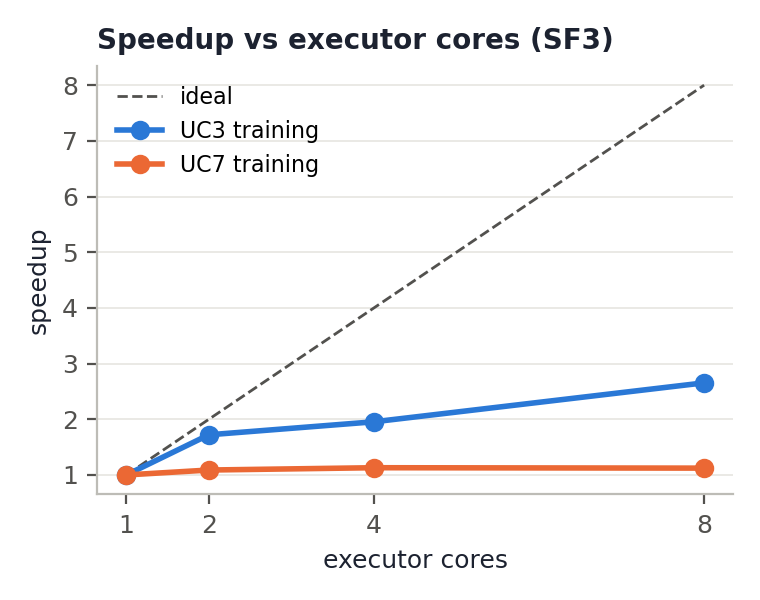 Speedup vs executor cores (SF3)
ideal
UC3 training
UC7 training
speedup
8
7
6
5
4
3
2
1
1 2 4 8
executor cores